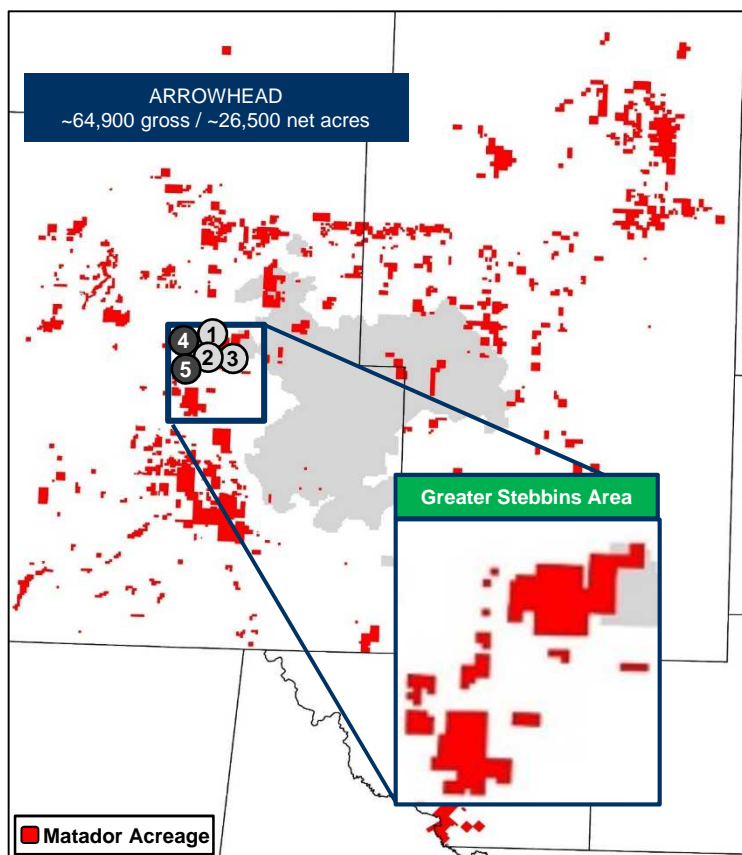 ARROWHEAD
~64,900 gross / ~26,500 net acres
1
4
2
3
5
Greater Stebbins Area
Matador Acreage